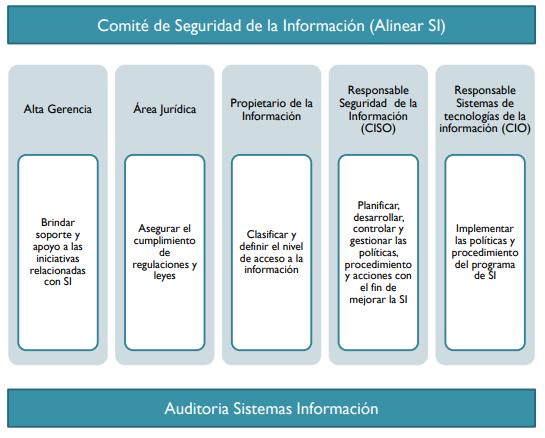 Comité de Seguridad de la Información (Alinear SI)
Alta Gerencia
Brindar
soporte y
apoyo a las
iniciativas
relacionadas
con SI
Área Jurídica
Asegurar el
cumplimiento
de
regulaciones y
leyes
Propietario de la
Información
Clasificar y
definir el nivel
de acceso a la
información
Responsable
Seguridad de la
Información
(CISO)
Planificar,
desarrollar,
controlar y
gestionar las
políticas,
procedimiento
y acciones con
el fin de
mejorar la SI
Responsable
Sistemas de
tecnologías de la
información (CIO)
Implementar
las políticas y
procedimiento
del programa
de SI
Auditoria Sistemas Información